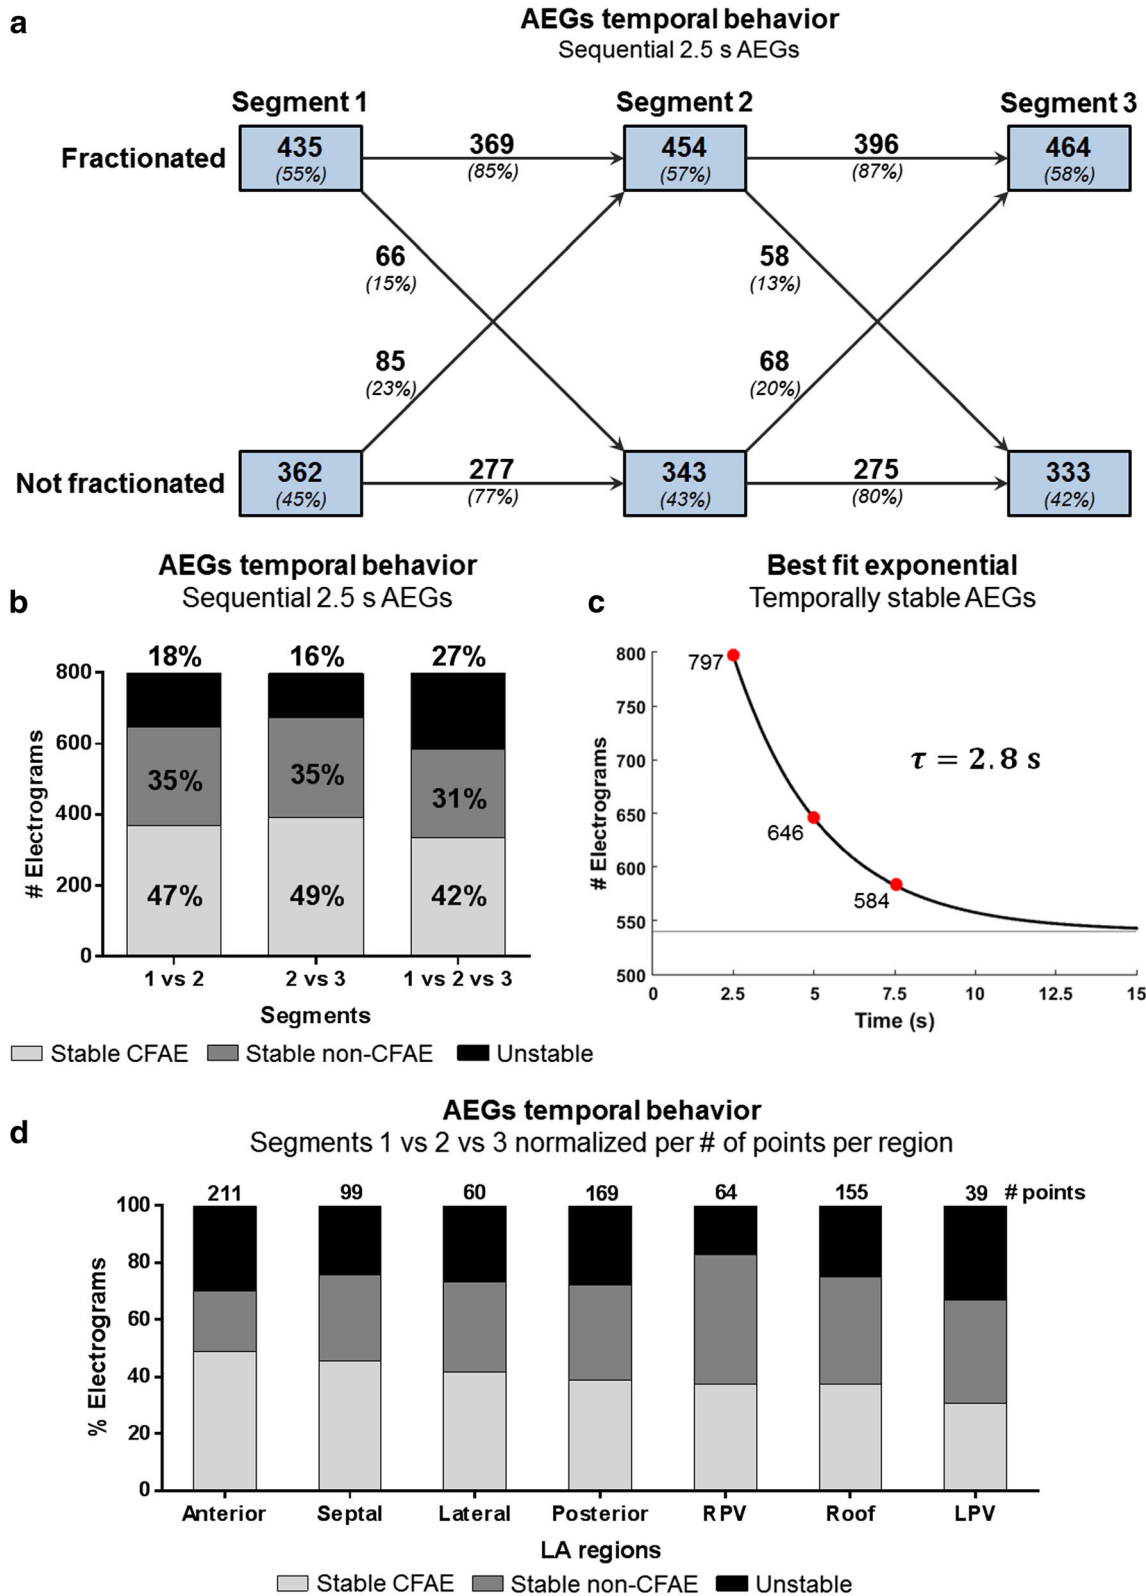 a
AEGs temporal behavior
Sequential 2.5 s AEGs
Segment 1 Segment 2 Segment 3
Fractionated 435 369 454 396 464
(55%) (85%) (57%) (87%) (58%)
66 58
(15%) (13%)
85 68
(23%) (20%)
Not fractionated 362 277 343 275 333
(45%) (77%) (43%) (80%) (42%)
b
AEGs temporal behavior
Sequential 2.5 s AEGs
18% 16% 27%
35% 35% 31%
47% 49% 42%
800
600
400
200
0
# Electrograms
1 vs 2 2 vs 3 1 vs 2 vs 3
Segments
Stable CFAE Stable non-CFAE Unstable
c
Best fit exponential
Temporally stable AEGs
800
750
700
650
600
550
500
# Electrograms
797
646
584
τ = 2.8 s
0 2.5 5 7.5 10 12.5 15
Time (s)
d
AEGs temporal behavior
Segments 1 vs 2 vs 3 normalized per # of points per region
211 99 60 169 64 155 39 # points
100
80
60
40
20
0
% Electrograms
Anterior Septal Lateral Posterior RPV Roof LPV
LA regions
Stable CFAE Stable non-CFAE Unstable